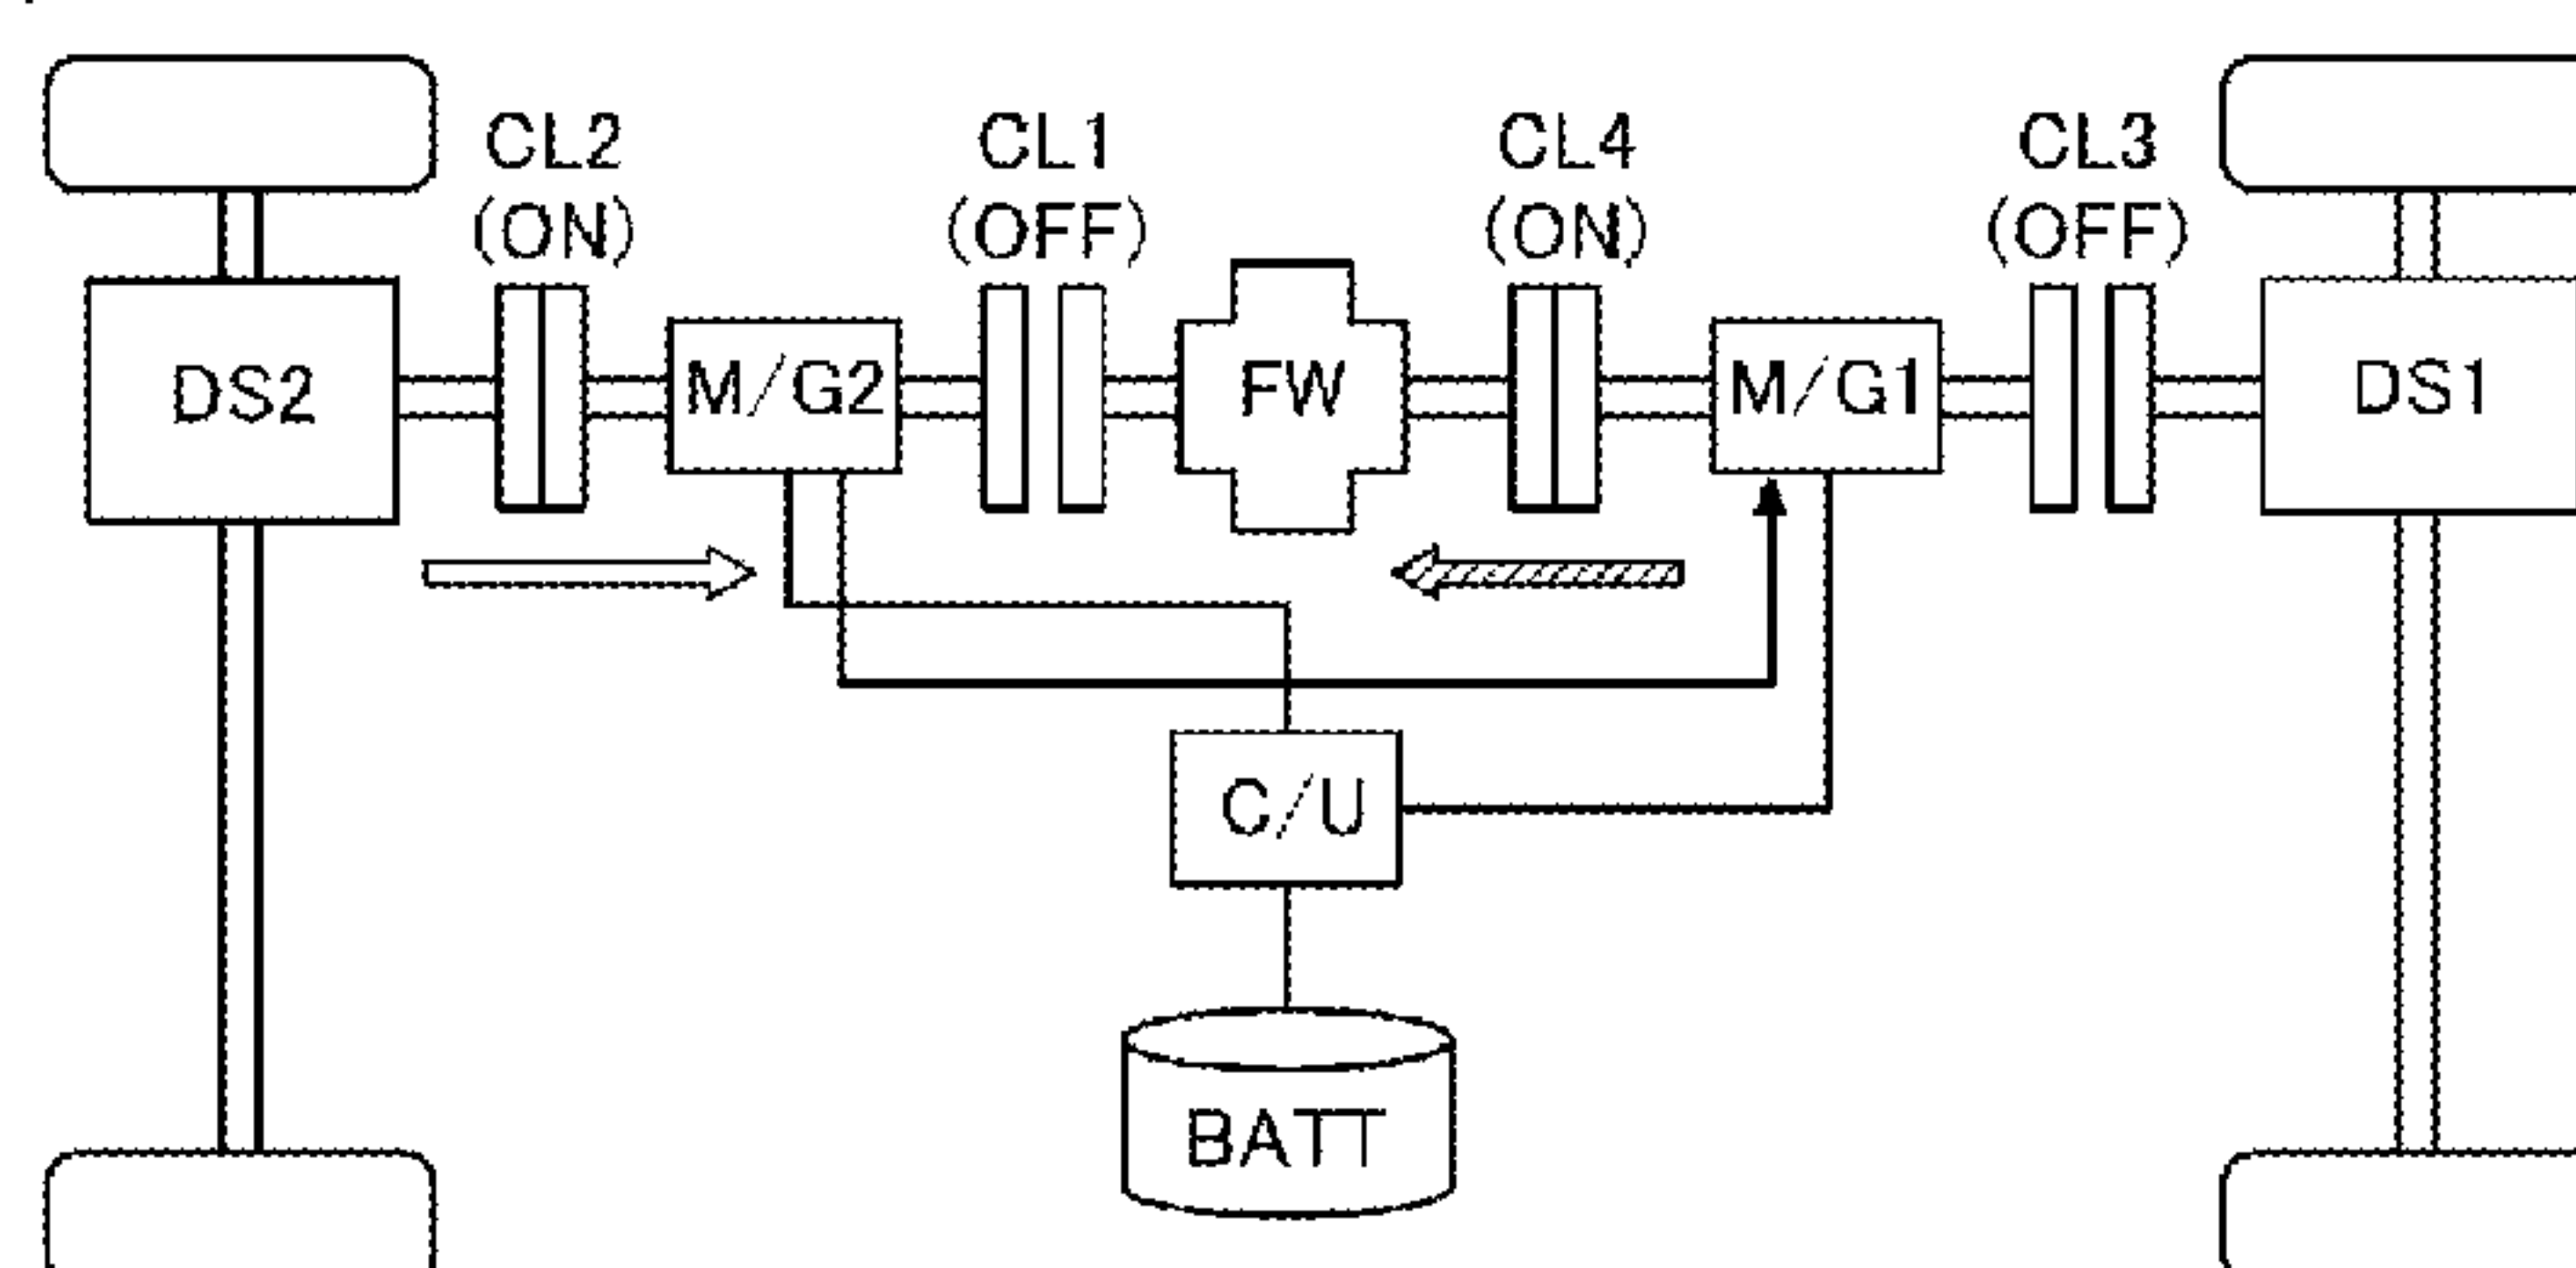 CL2
(ON)
CL1
(OFF)
CL4
(ON)
CL3
(OFF)
DS2
M/G2
FW
M/G1
DS1
C/U
BATT